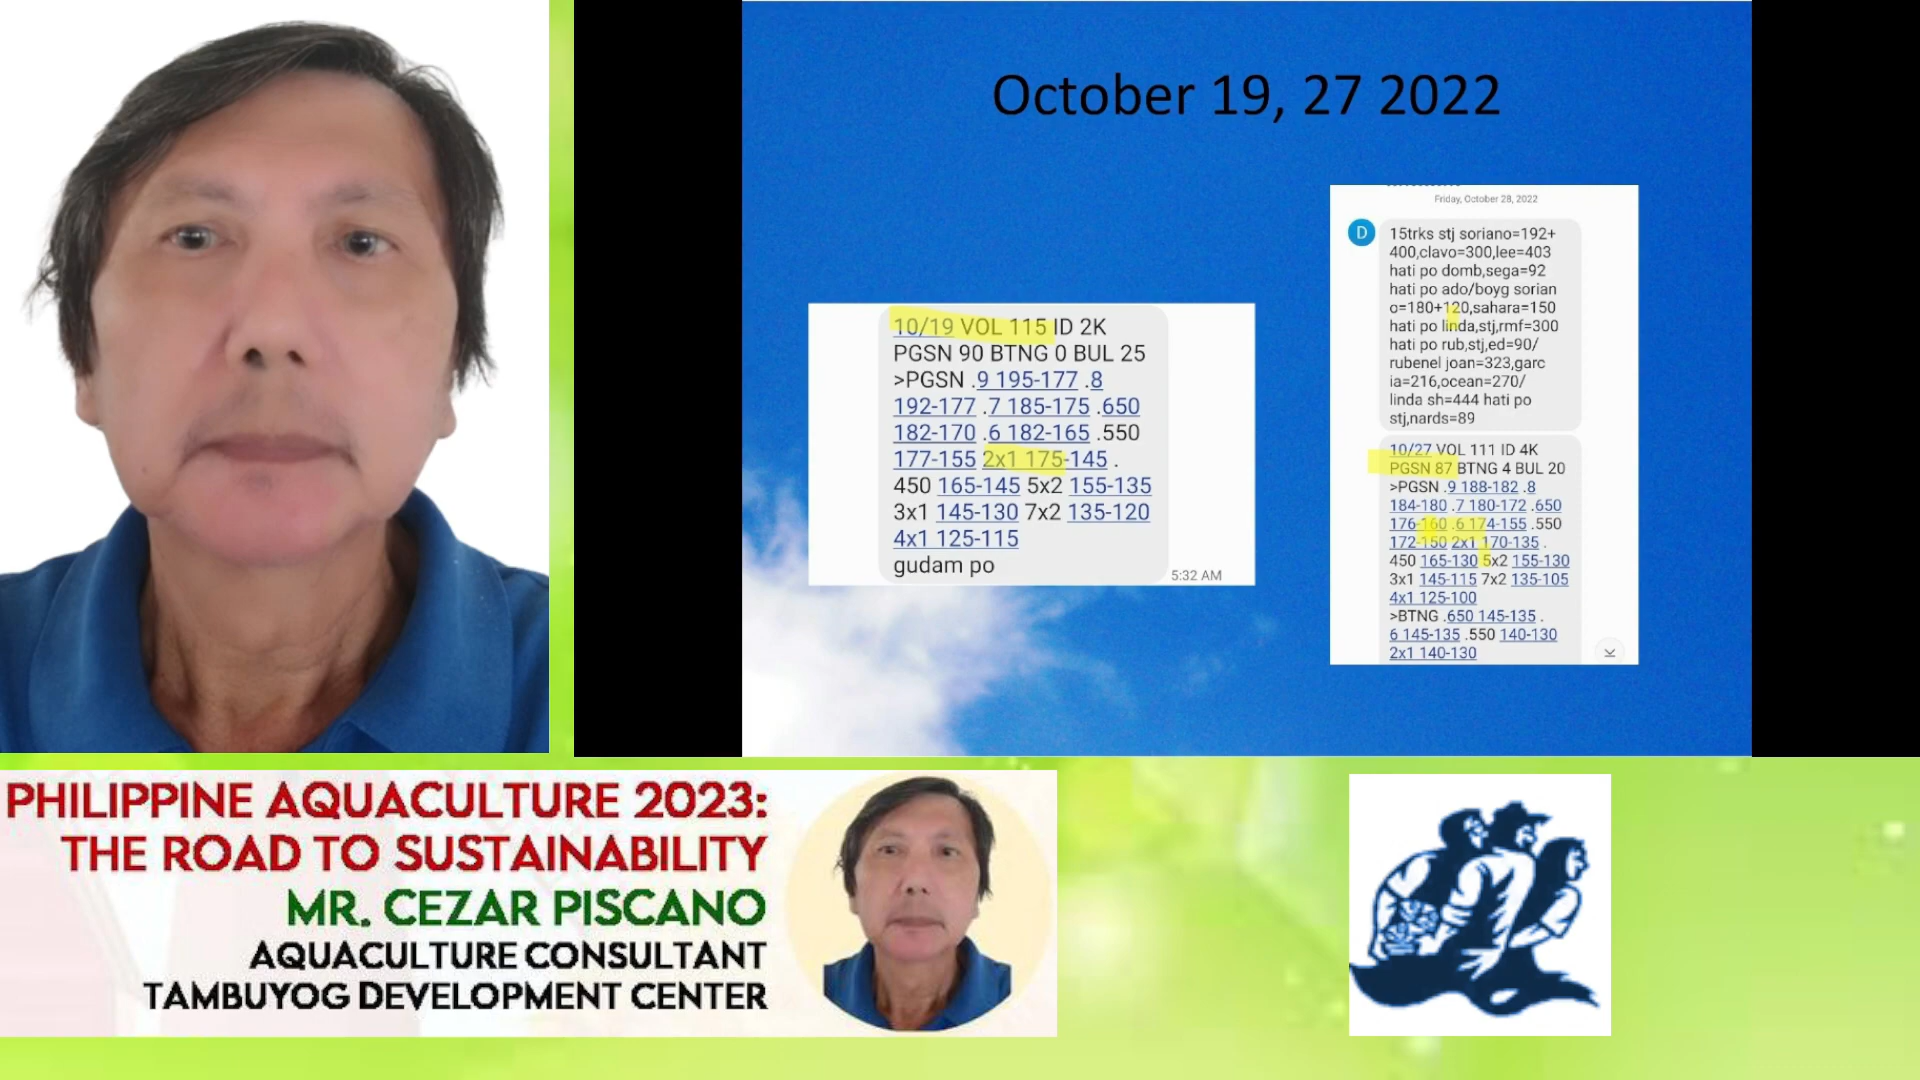 October 19, 27 2022
10/19 VOL 115 ID 2K
PGSN 90 BTNG 0 BUL 25
>PGSN .9 195-177 .8
192-177 .7 185-175 .650
182-170 .6 182-165 .550
177-155 2x1 175-145 .
450 165-145 5x2 155-135
3x1 145-130 7x2 135-120
4x1 125-115
gudam po
5:32 AM
Friday, October 28, 2022
D
15trks stj soriano=192+
400,clavo=300,lee=403
hati po domb,sega=92
hati po ado/boyg sorian
o=180+120,sahara=150
hati po linda,stj,rmf=300
hati po rub,stj,ed=90/
rubenel joan=323,garc
ia=216,ocean=270/
linda sh=444 hati po
stj,nards=89
10/27 VOL 111 ID 4K
PGSN 87 BTNG 4 BUL 20
>PGSN .9 188-182 .8
184-180 .7 180-172 .650
176-160 .6 174-155 .550
172-150 2x1 170-135 .
450 165-130 5x2 155-130
3x1 145-115 7x2 135-105
4x1 125-100
>BTNG .650 145-135 .
6 145-135 .550 140-130
2x1 140-130
PHILIPPINE AQUACULTURE 2023:
THE ROAD TO SUSTAINABILITY
MR. CEZAR PISCANO
AQUACULTURE CONSULTANT
TAMBUYOG DEVELOPMENT CENTER